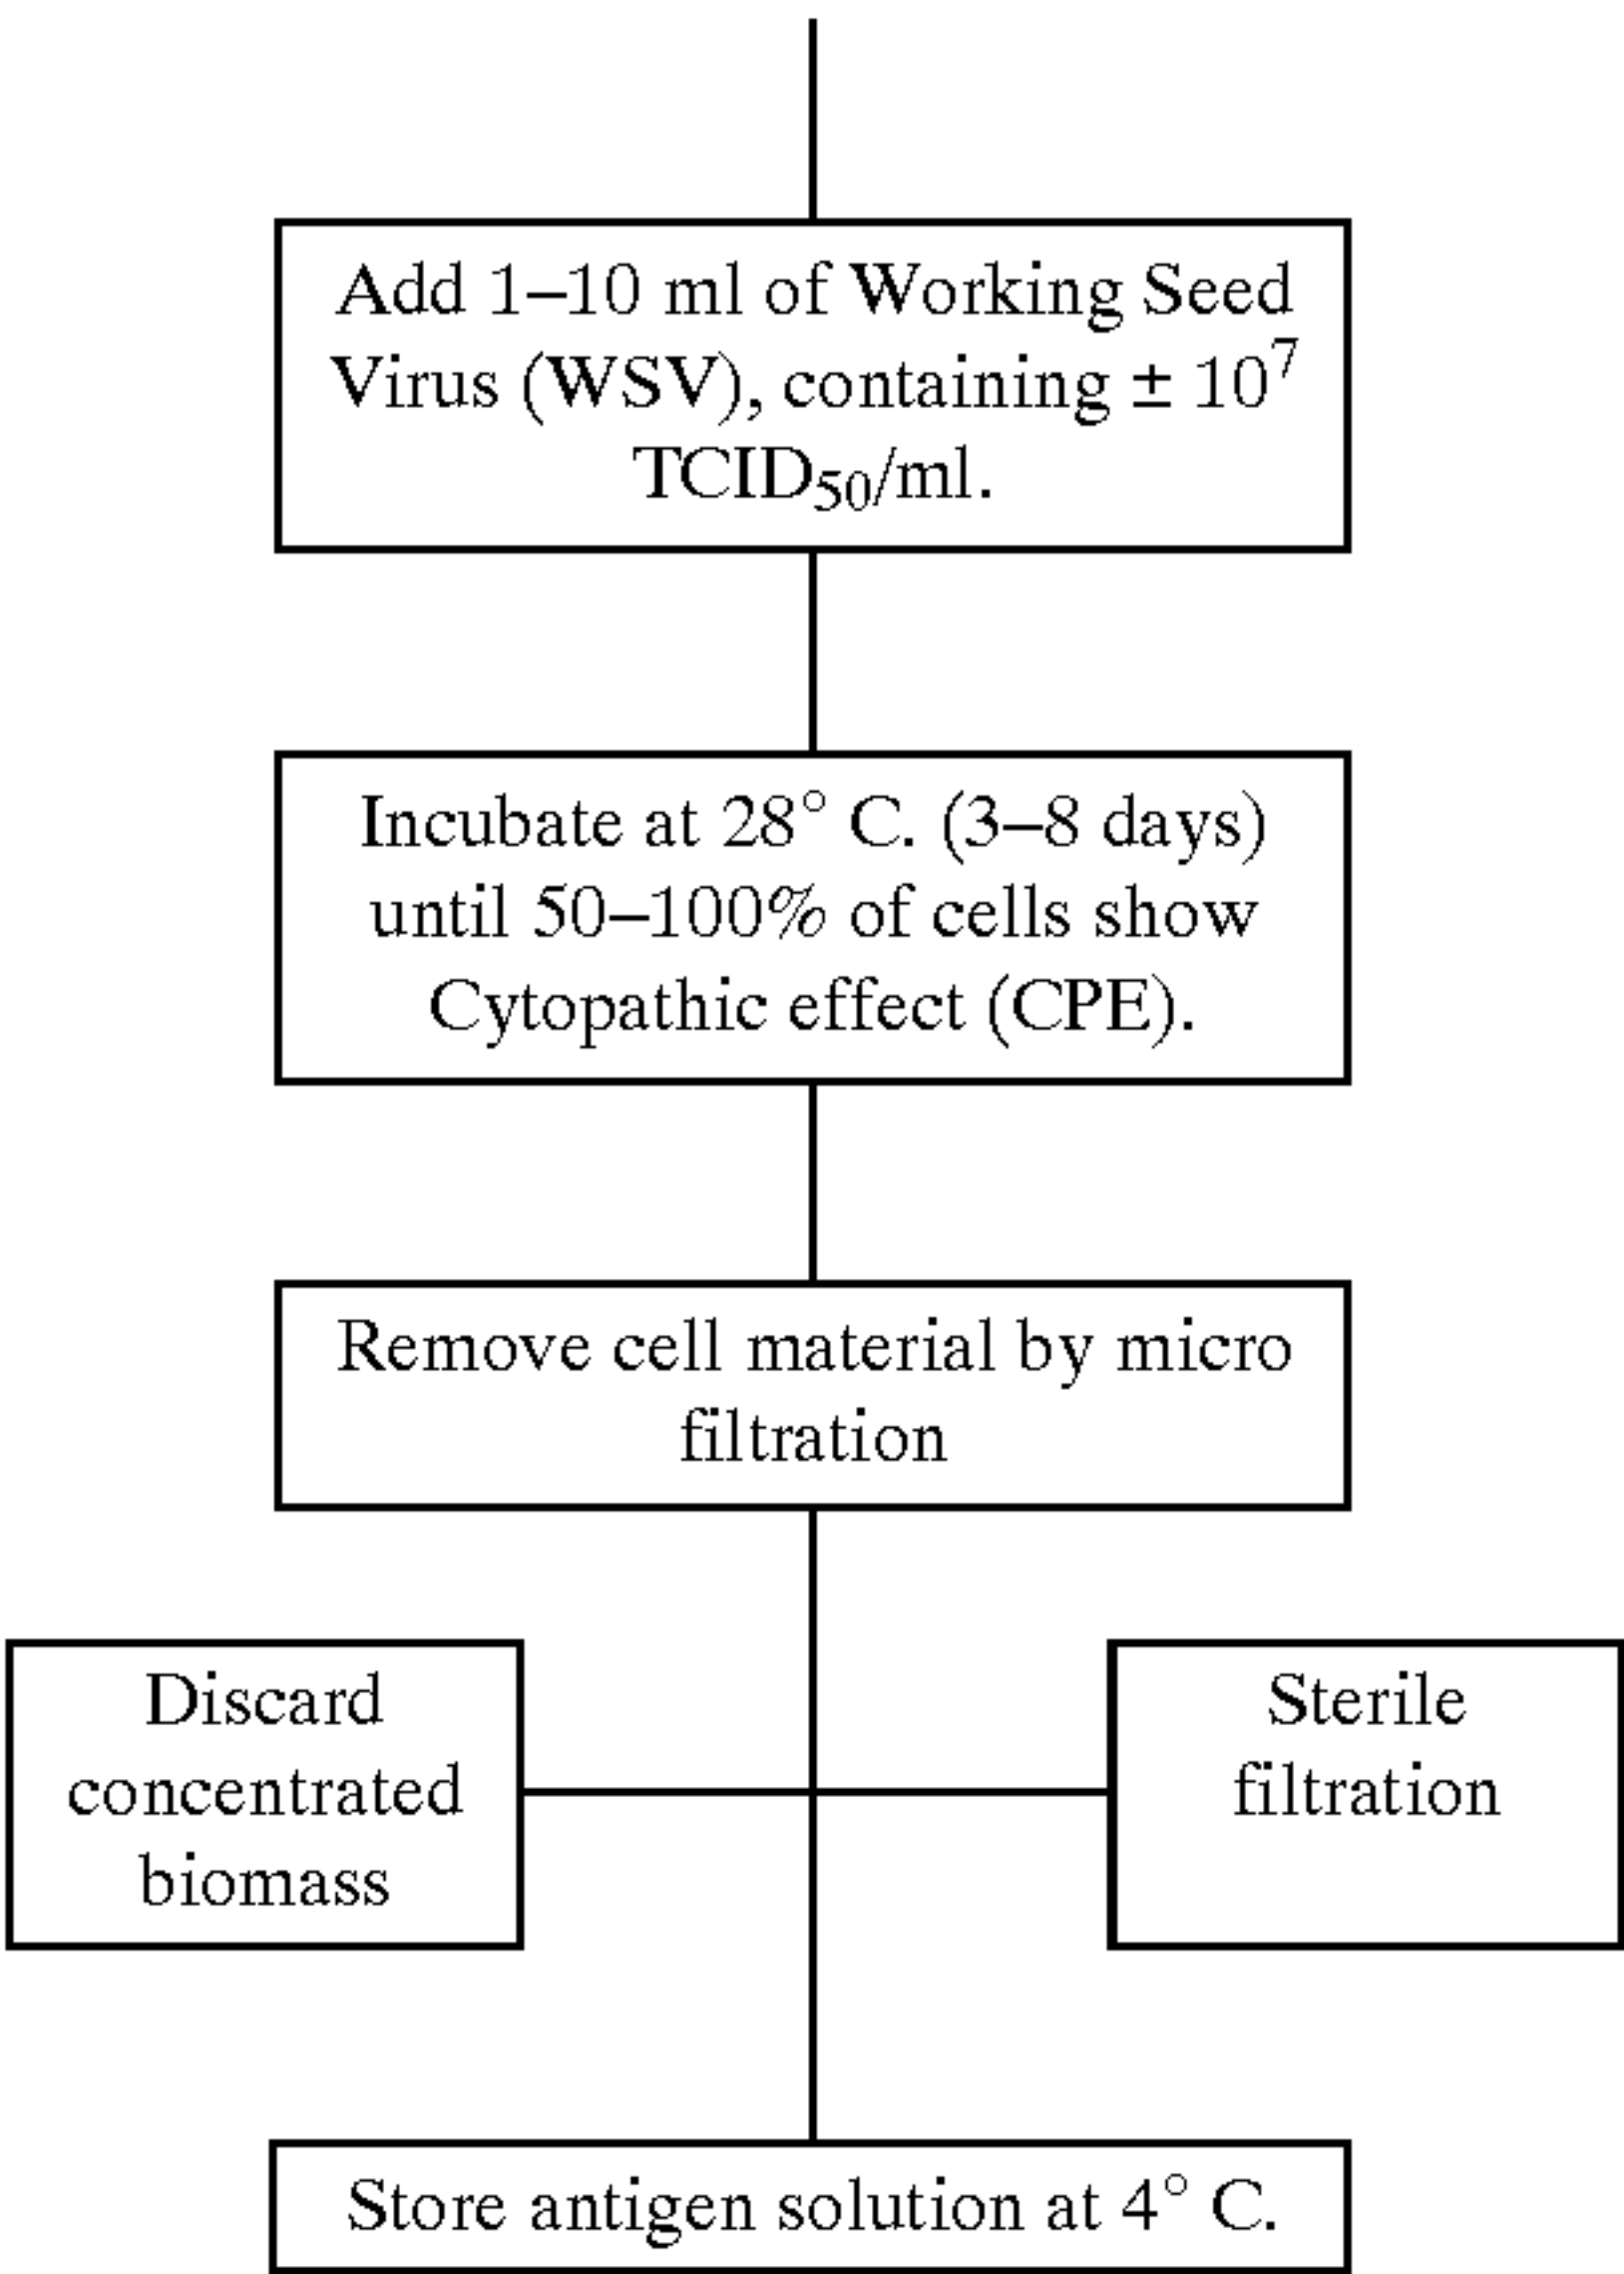 Add 1–10 ml of Working Seed
Virus (WSV), containing ± 10⁷
TCID₅₀/ml.
Incubate at 28° C. (3–8 days)
until 50–100% of cells show
Cytopathic effect (CPE).
Remove cell material by micro
filtration
Discard
concentrated
biomass
Sterile
filtration
Store antigen solution at 4° C.